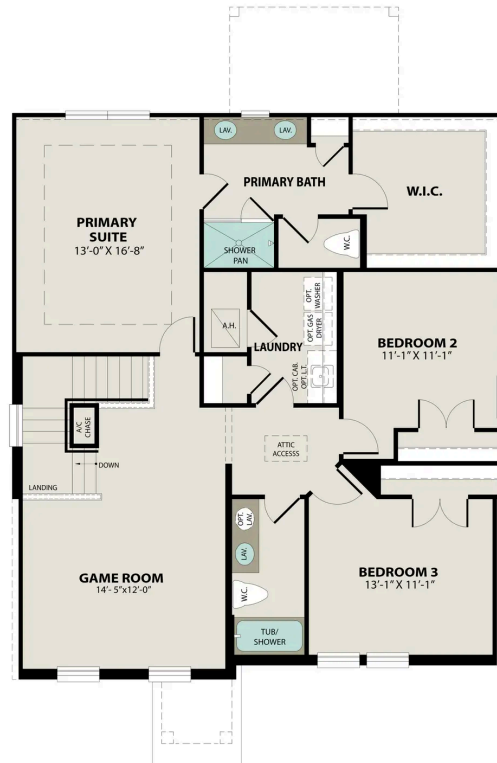 LAV.
LAV.
PRIMARY BATH
W.I.C.
PRIMARY
SUITE
13'-0" X 16'-8"
SHOWER
PAN
W.C.
OPT.
WASHER
A.H.
OPT. GAS
DRYER
LAUNDRY
BEDROOM 2
11'-1" X 11'-1"
OPT. CAB.
OPT. L.T.
A/C
CHASE
ATTIC
ACCESSS
DOWN
LANDING
OPT.
LAV.
LAV.
GAME ROOM
14'- 5"x12'-0"
BEDROOM 3
13'-1" X 11'-1"
W.C.
TUB/
SHOWER